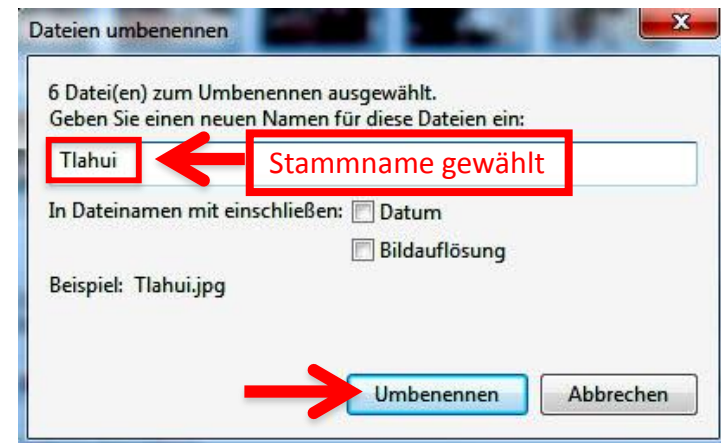 Dateien umbenennen
6 Datei(en) zum Umbenennen ausgewählt.
Geben Sie einen neuen Namen für diese Dateien ein:
Tlahui
Stammname gewählt
In Dateinamen mit einschließen: Datum
Bildauflösung
Beispiel: Tlahui.jpg
Umbenennen Abbrechen